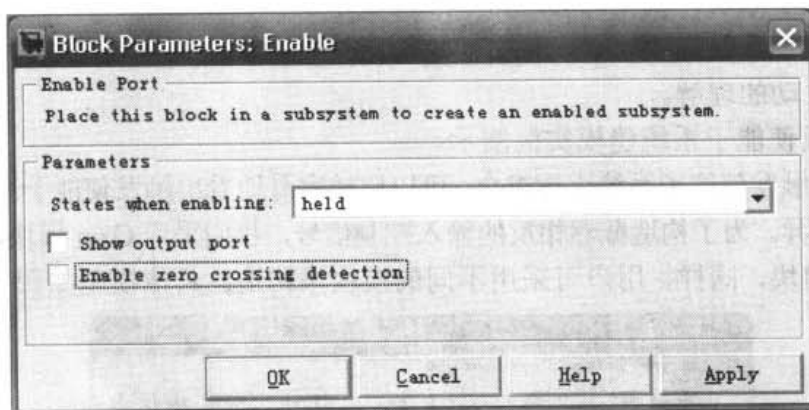 Block Parameters: Enable
Enable Port
Place this block in a subsystem to create an enabled subsystem.
Parameters
States when enabling: held
Show output port
Enable zero crossing detection
OK Cancel Help Apply